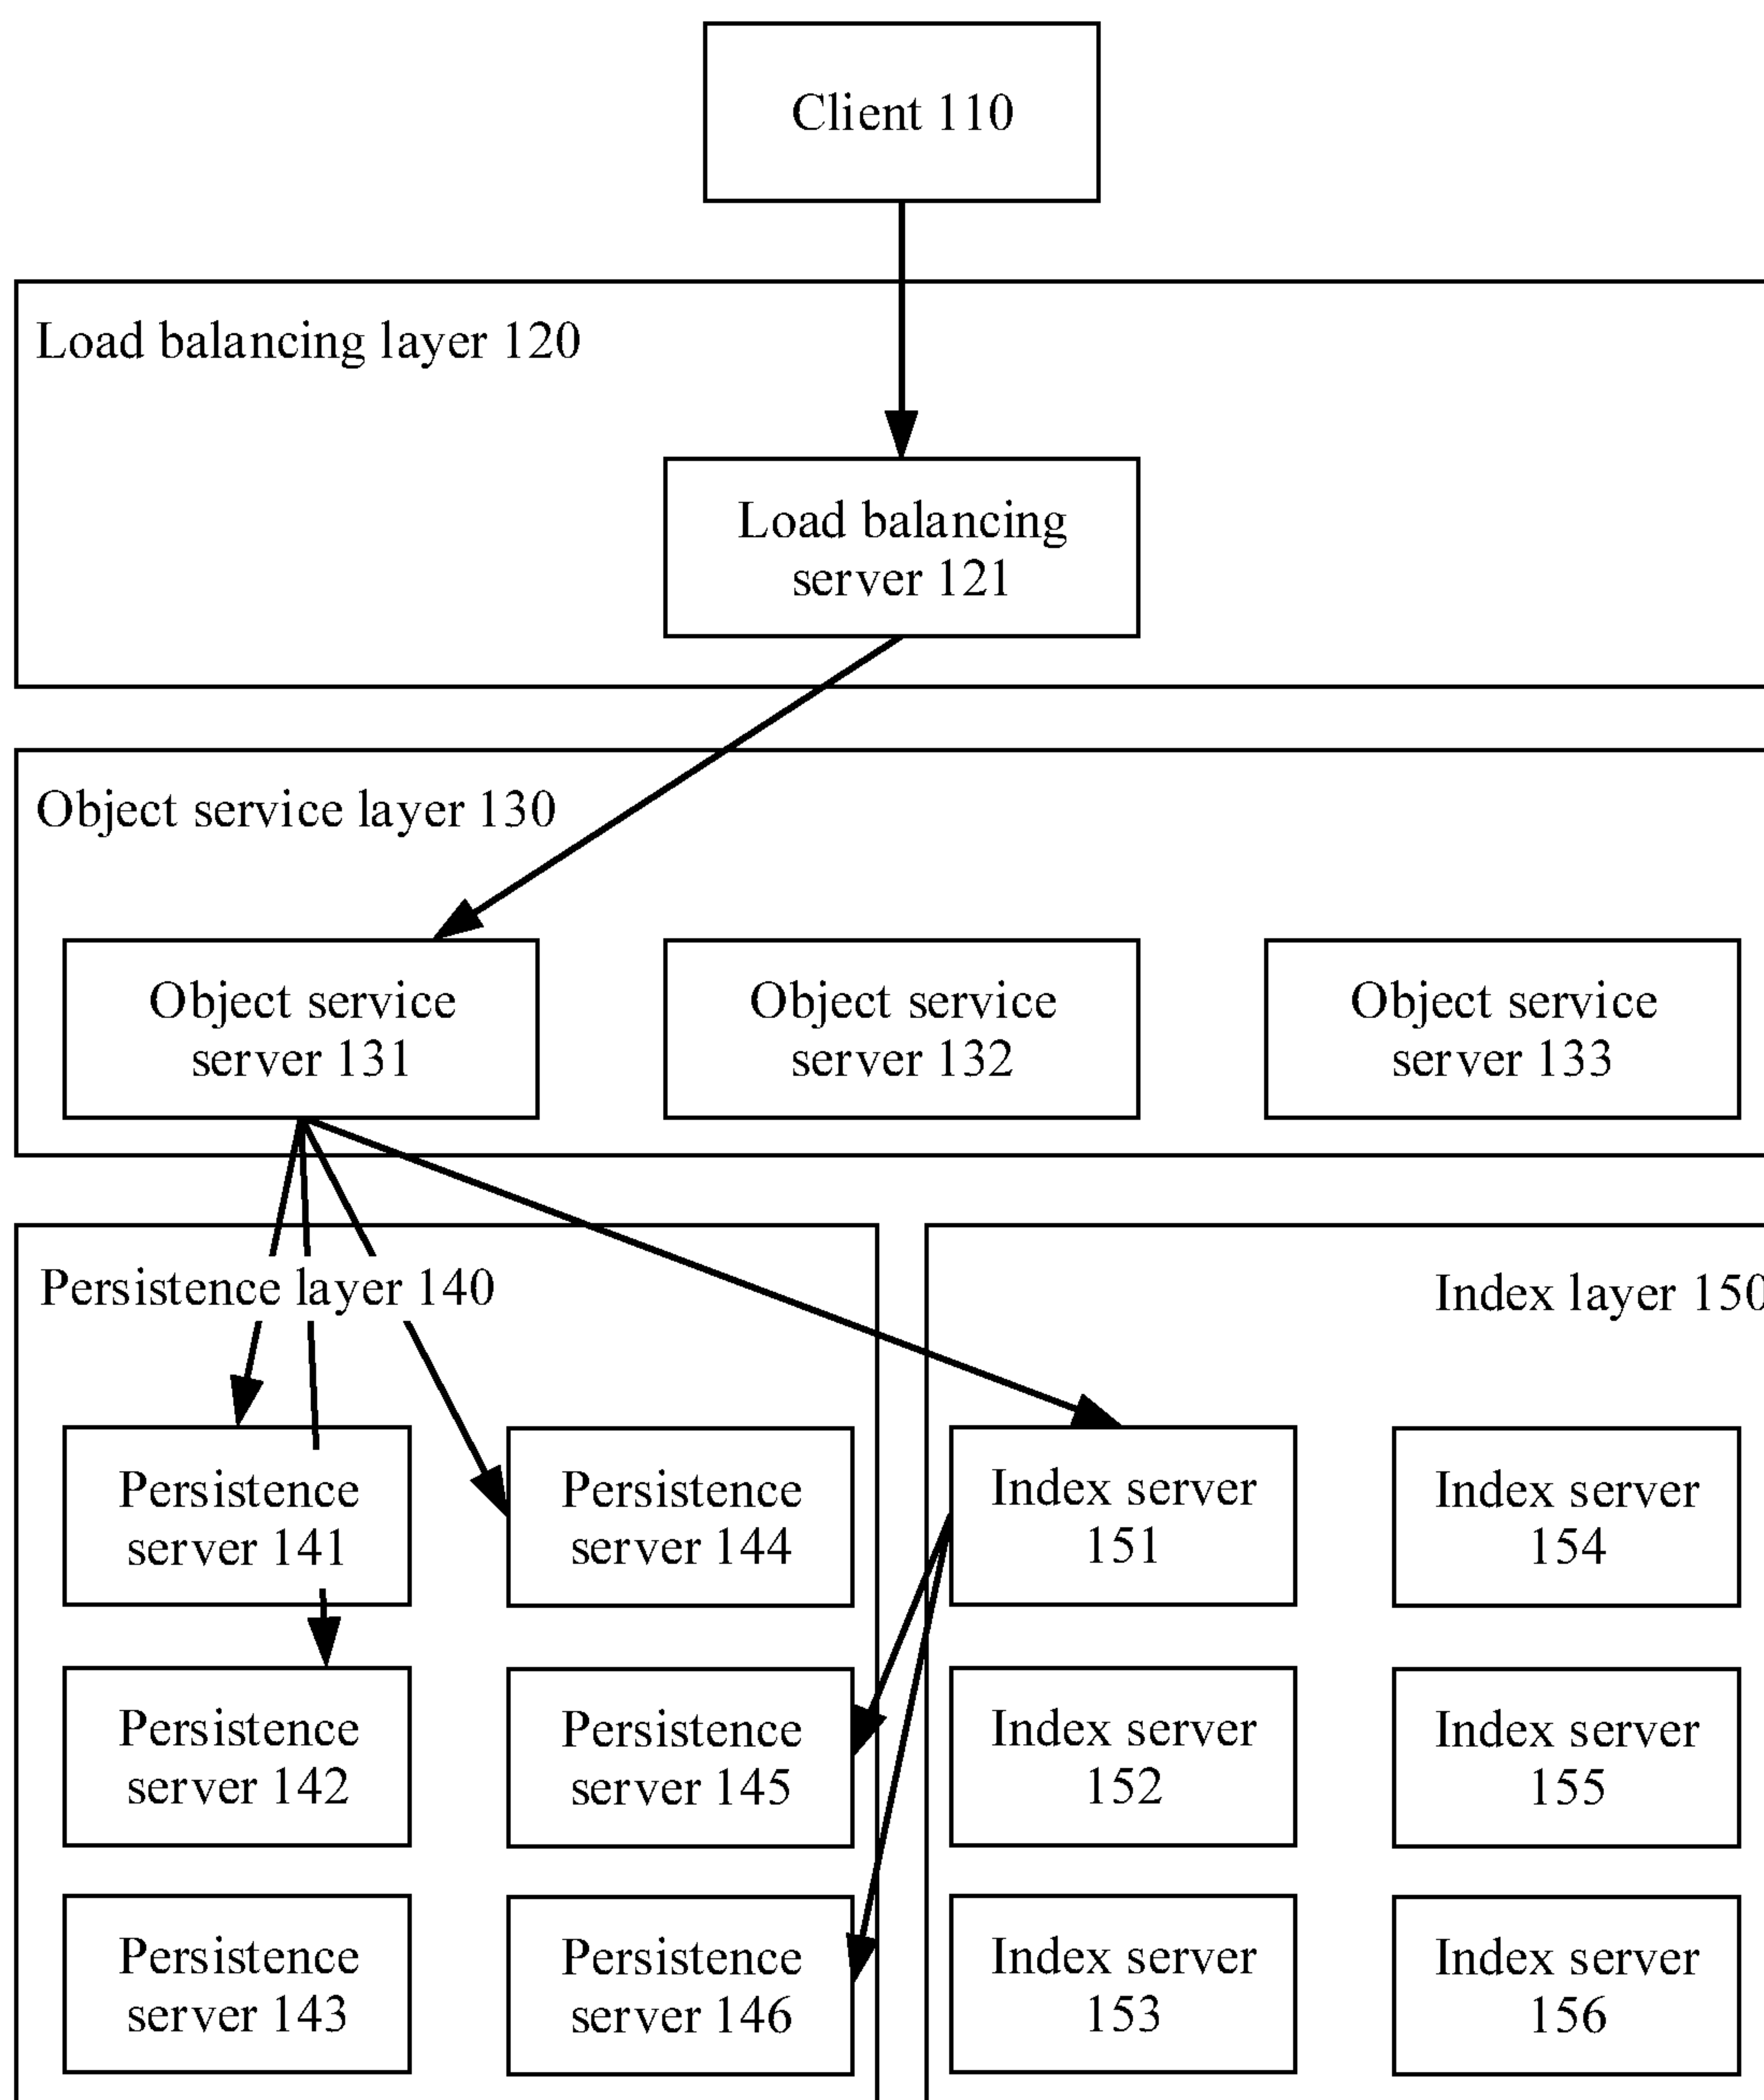 Client 110
Load balancing layer 120
Load balancing
server 121
Object service layer 130
Object service
server 131
Object service
server 132
Object service
server 133
Persistence layer 140
Index layer 150
Persistence
server 141
Persistence
server 144
Index server
151
Index server
154
Persistence
server 142
Persistence
server 145
Index server
152
Index server
155
Persistence
server 143
Persistence
server 146
Index server
153
Index server
156